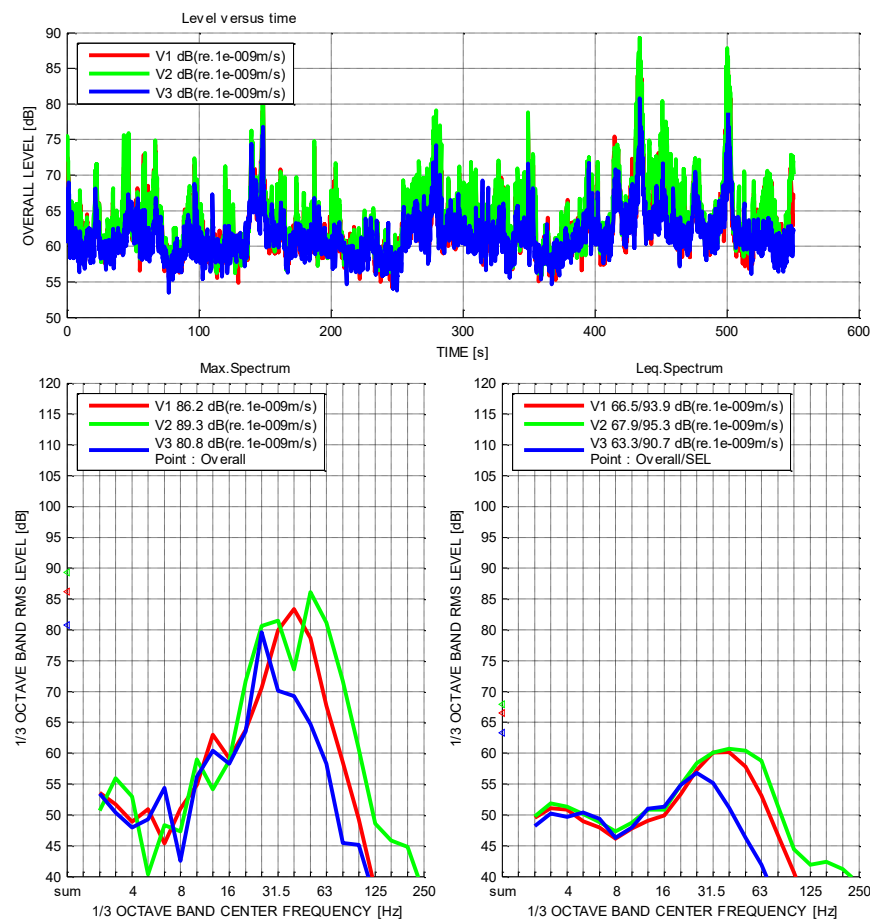 Level versus time
90
85
80
75
70
65
60
55
50
OVERALL LEVEL [dB]
V1 dB(re.1e-009m/s)
V2 dB(re.1e-009m/s)
V3 dB(re.1e-009m/s)
0 100 200 300 400 500 600
TIME [s]
Max.Spectrum
120
115
110
105
100
95
90
85
80
75
70
65
60
55
50
45
40
1/3 OCTAVE BAND RMS LEVEL [dB]
V1 86.2 dB(re.1e-009m/s)
V2 89.3 dB(re.1e-009m/s)
V3 80.8 dB(re.1e-009m/s)
Point : Overall
sum 4 8 16 31.5 63 125 250
1/3 OCTAVE BAND CENTER FREQUENCY [Hz]
Leq.Spectrum
120
115
110
105
100
95
90
85
80
75
70
65
60
55
50
45
40
1/3 OCTAVE BAND RMS LEVEL [dB]
V1 66.5/93.9 dB(re.1e-009m/s)
V2 67.9/95.3 dB(re.1e-009m/s)
V3 63.3/90.7 dB(re.1e-009m/s)
Point : Overall/SEL
sum 4 8 16 31.5 63 125 250
1/3 OCTAVE BAND CENTER FREQUENCY [Hz]